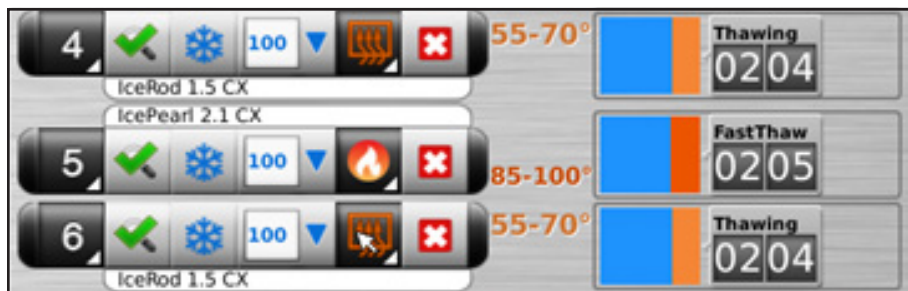 4 100 55-70° Thawing
02 04
IceRod 1.5 CX
IcePearl 2.1 CX
5 100 85-100° FastThaw
02 05
6 100 55-70° Thawing
02 04
IceRod 1.5 CX